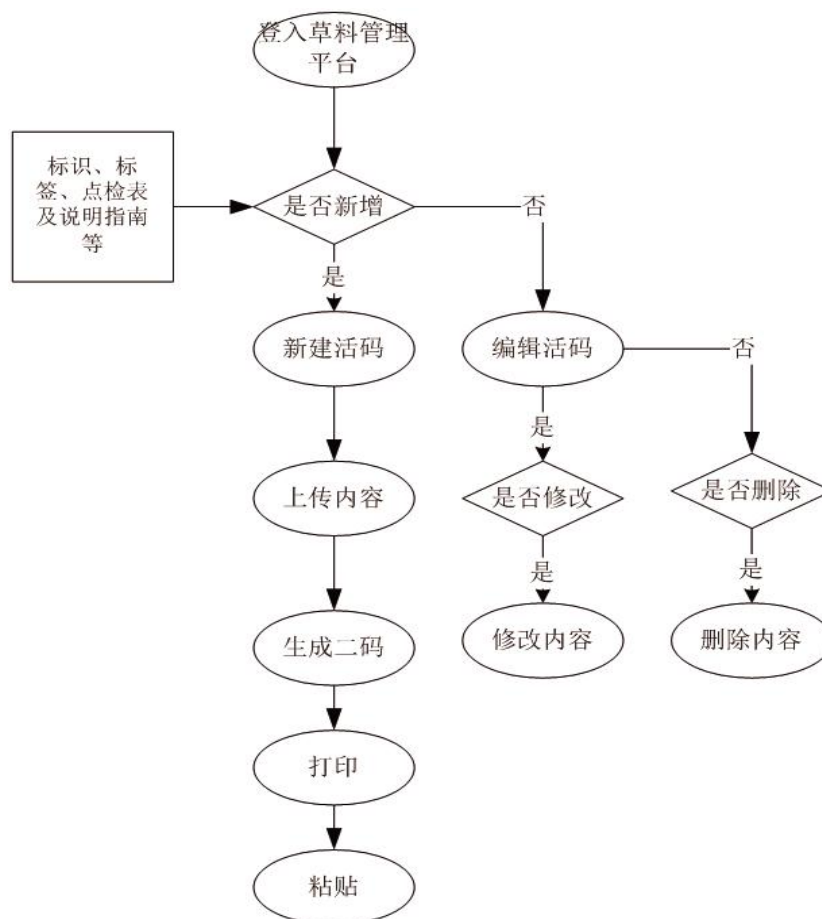 登入草料管理
平台
标识、标
签、点检表
及说明指南
等
是否新增
否
是
新建活码
编辑活码
否
是
上传内容
是否修改
是否删除
是
是
生成二码
修改内容
删除内容
打印
粘贴